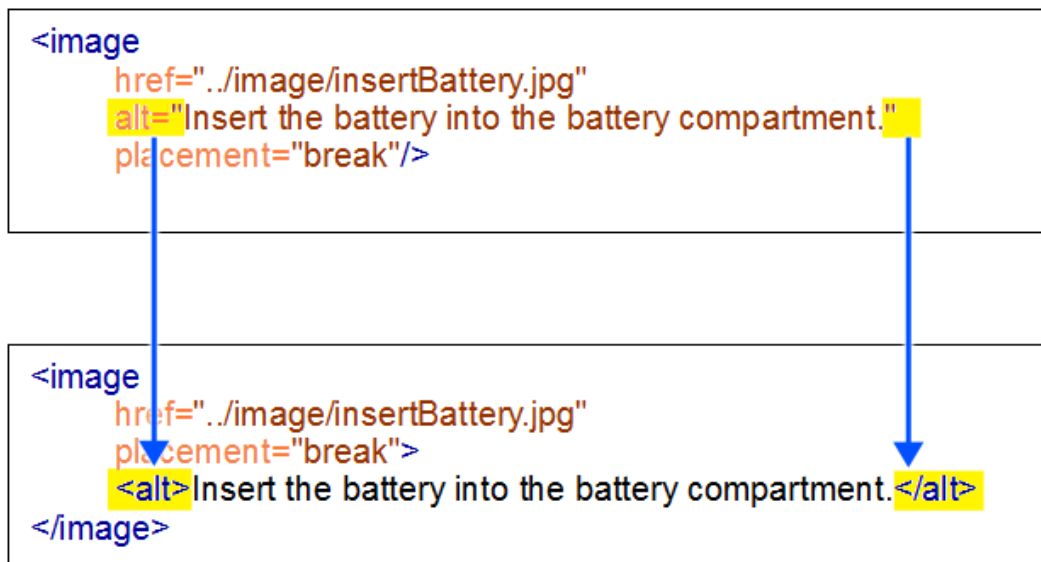 <image
href="../image/insertBattery.jpg"
alt="Insert the battery into the battery compartment."
placement="break"/>
<image
href="../image/insertBattery.jpg"
placement="break">
<alt>Insert the battery into the battery compartment.</alt>
</image>